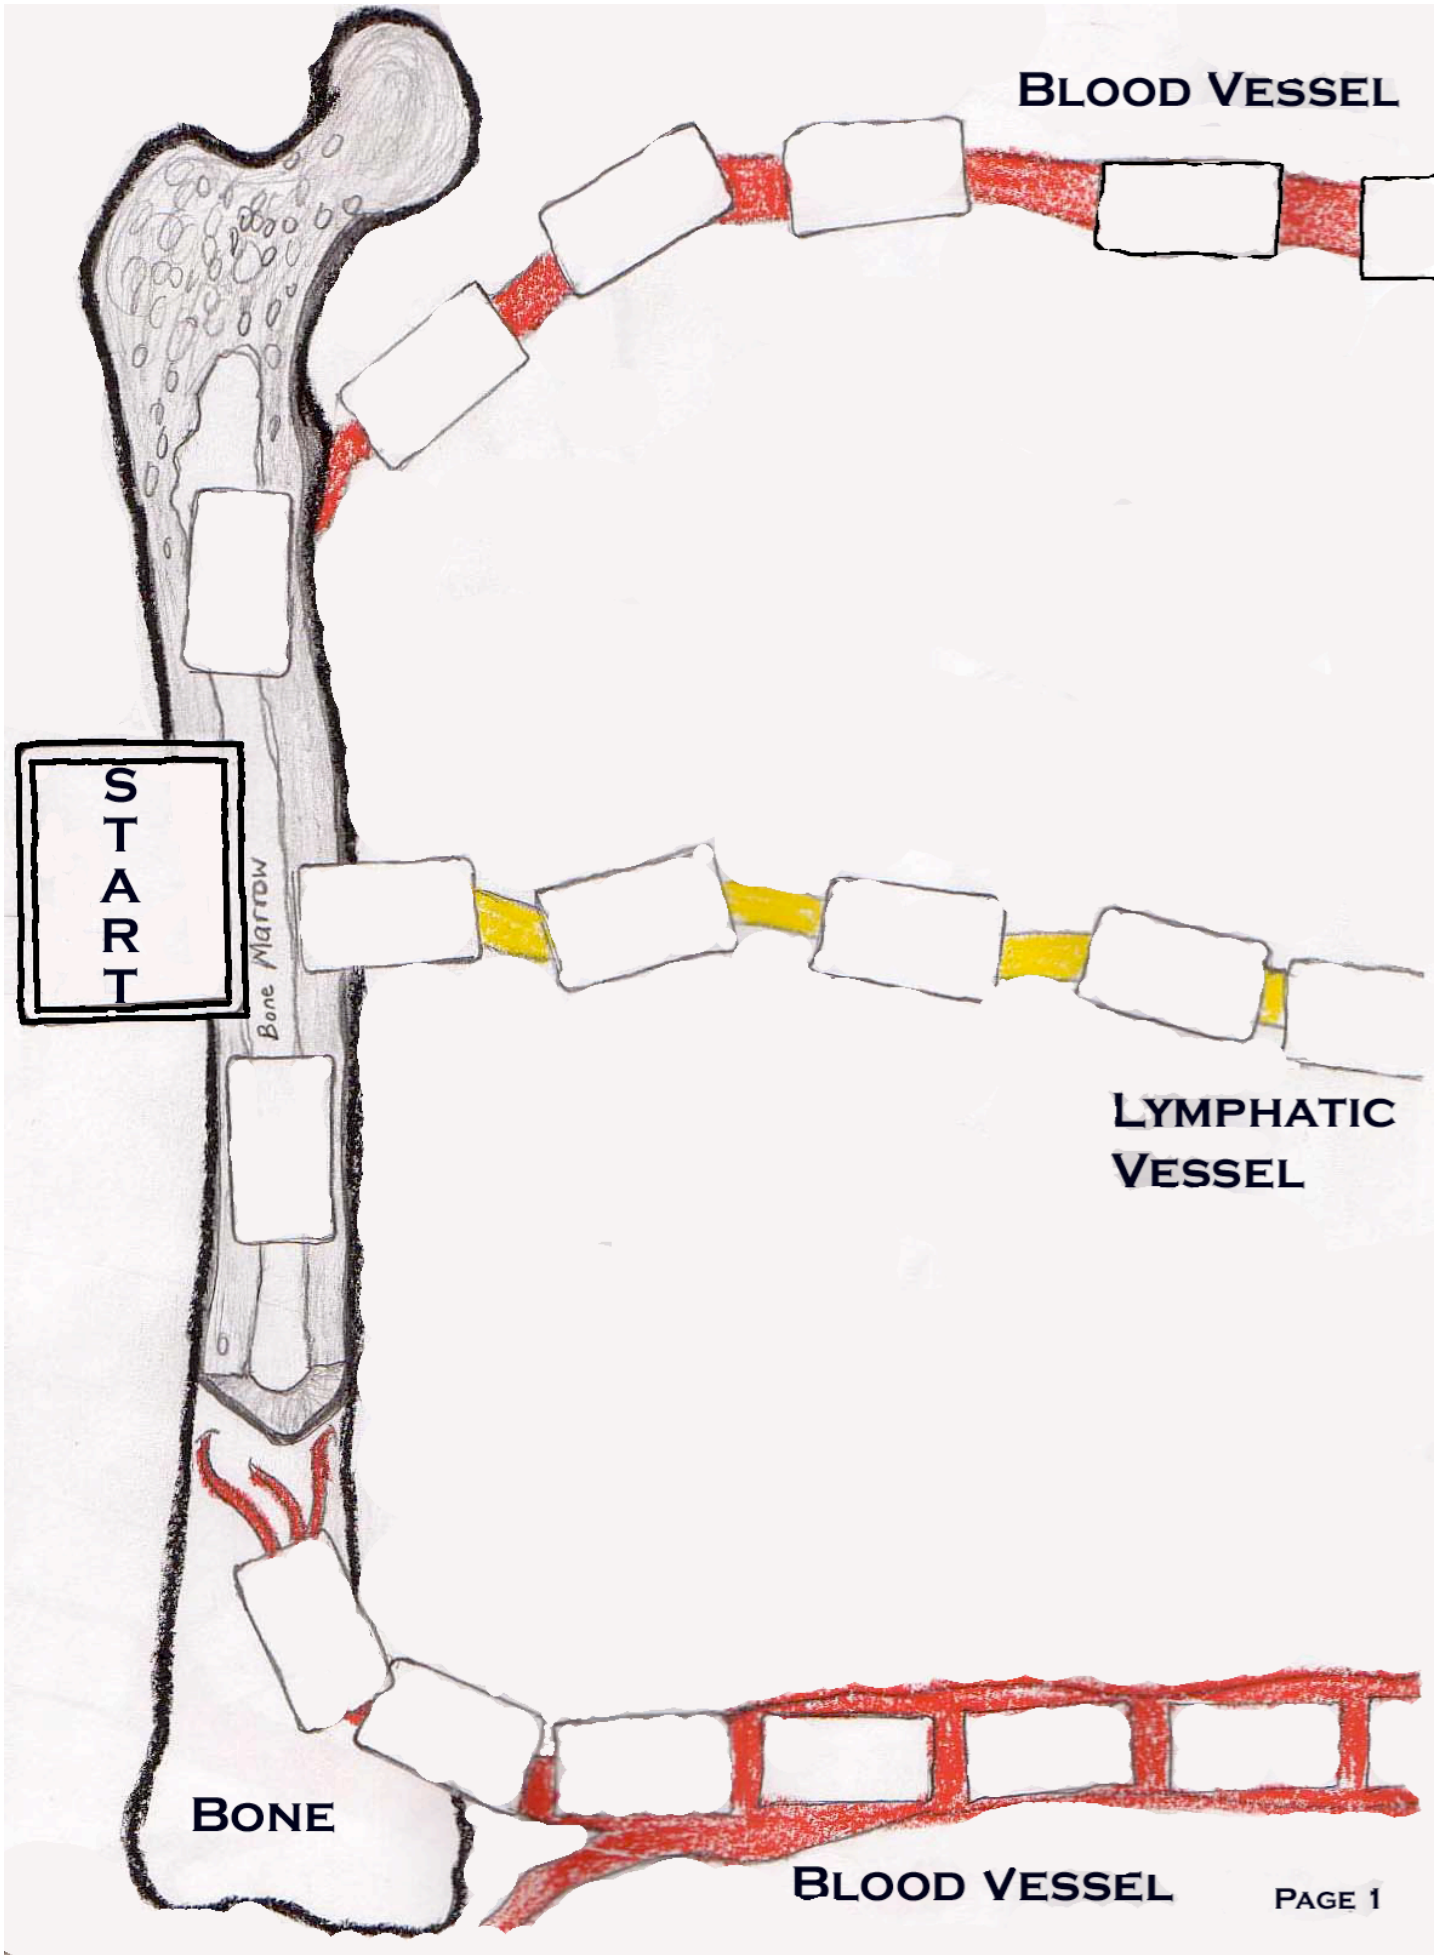 BLOOD VESSEL
START
Bone Marrow
LYMPHATIC
VESSEL
BONE
BLOOD VESSEL
PAGE 1